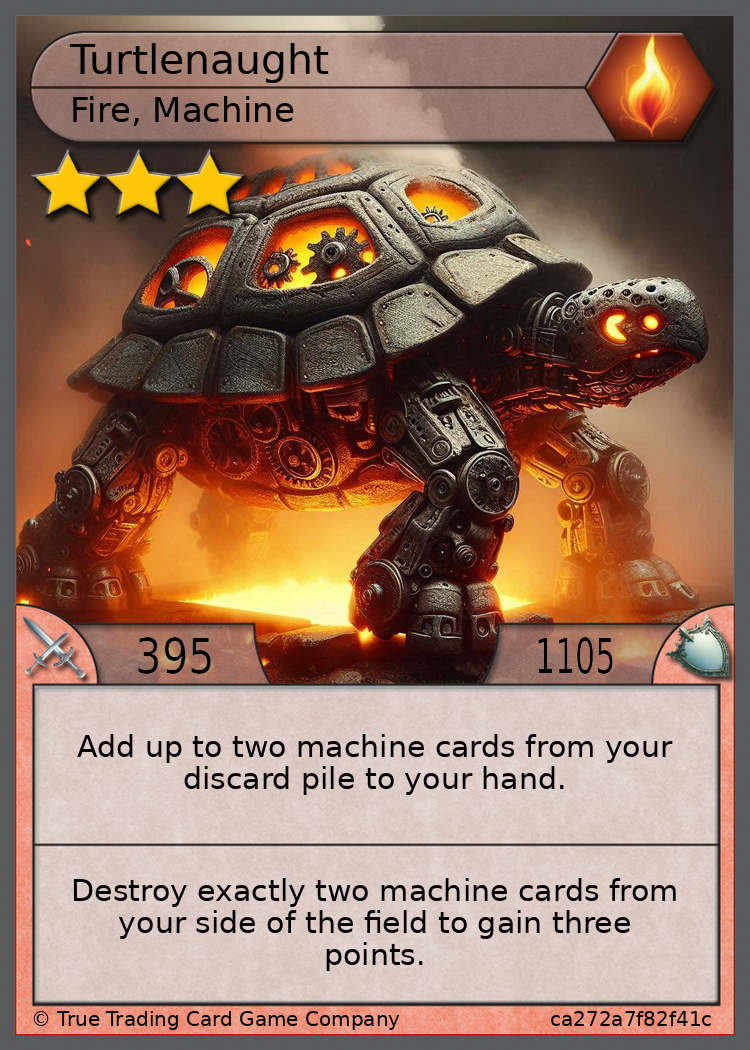 Turtlenaught
Fire, Machine
395
1105
Add up to two machine cards from your
discard pile to your hand.
Destroy exactly two machine cards from
your side of the field to gain three
points.
© True Trading Card Game Company
ca272a7f82f41c